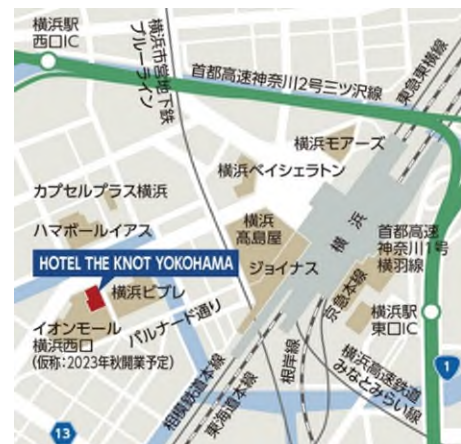 横浜駅
西口IC
横浜市営地下鉄
ブルーライン
首都高速神奈川2号三ツ沢線
東急東横線
横浜モアーズ
横浜ベイシェラトン
カプセルプラス横浜
ハマボールイアス
横浜
髙島屋
横浜
首都高速
神奈川1号
横羽線
HOTEL THE KNOT YOKOHAMA
ジョイナス
横浜ビブレ
パルナード通り
京急本線
横浜駅
東口IC
イオンモール
横浜西口
(仮称:2023年秋開業予定)
根岸線
横浜高速鉄道
みなとみらい線
1
相模鉄道本線
東海道本線
13